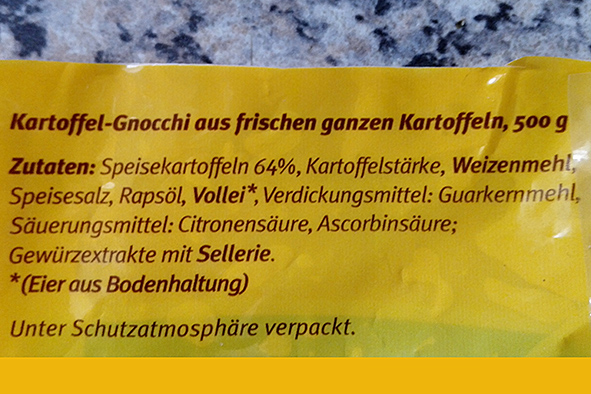 Kartoffel-Gnocchi aus frischen ganzen Kartoffeln, 500 g
Zutaten: Speisekartoffeln 64%, Kartoffelstärke, Weizenmehl,
Speisesalz, Rapsöl, Vollei*, Verdickungsmittel: Guarkernmehl,
Säuerungsmittel: Citronensäure, Ascorbinsäure;
Gewürzextrakte mit Sellerie.
*(Eier aus Bodenhaltung)
Unter Schutzatmosphäre verpackt.